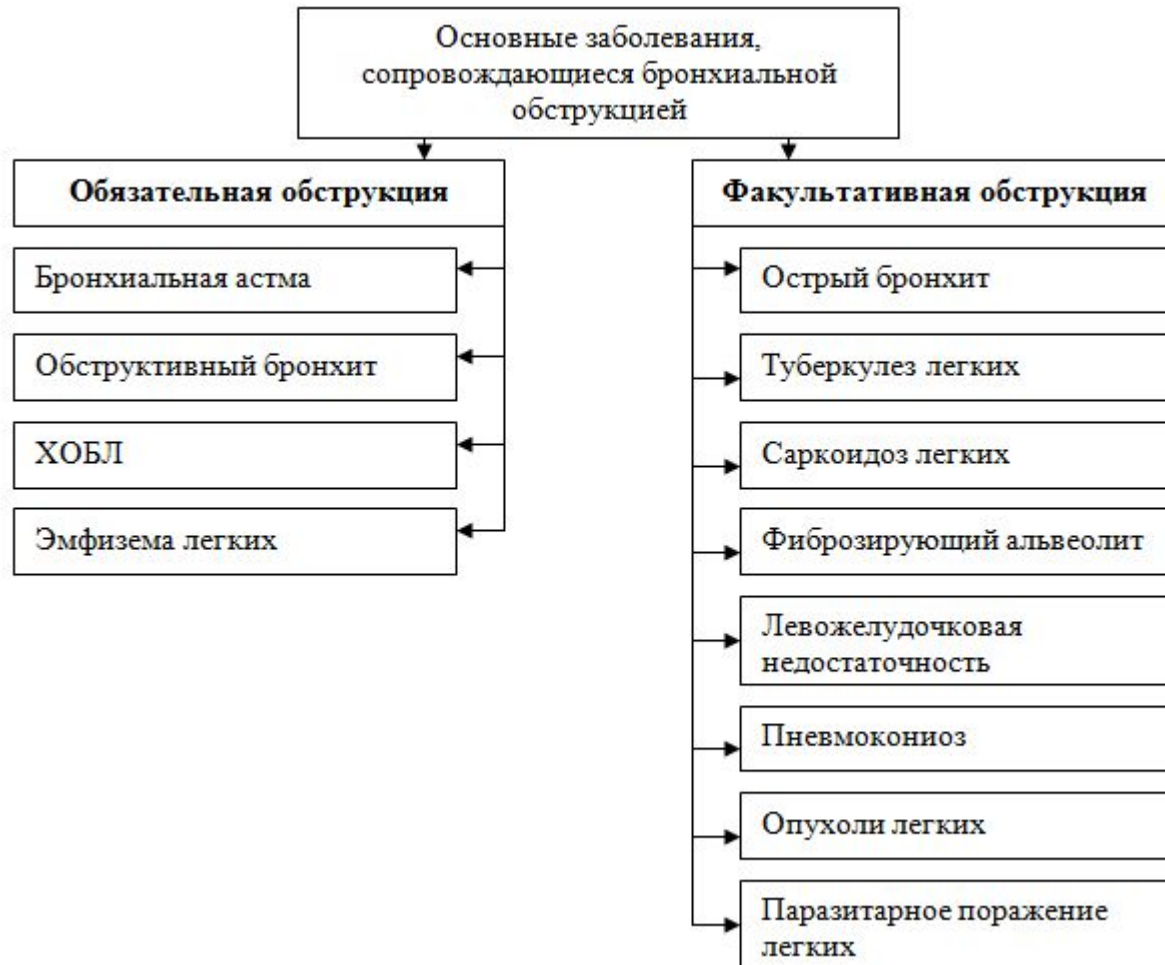 Основные заболевания,
сопровождающиеся бронхиальной
обструкцией
Обязательная обструкция
Бронхиальная астма
Обструктивный бронхит
ХОБЛ
Эмфизема легких
Факультативная обструкция
Острый бронхит
Туберкулез легких
Саркоидоз легких
Фиброзирующий альвеолит
Левожелудочковая
недостаточность
Пневмокониоз
Опухоли легких
Паразитарное поражение
легких